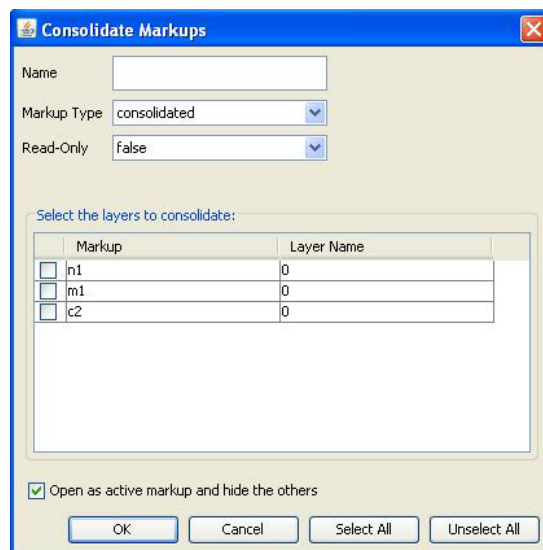 Consolidate Markups
Name
Markup Type consolidated
Read-Only false
Select the layers to consolidate:
Markup Layer Name
n1 0
m1 0
c2 0
Open as active markup and hide the others
OK Cancel Select All Unselect All